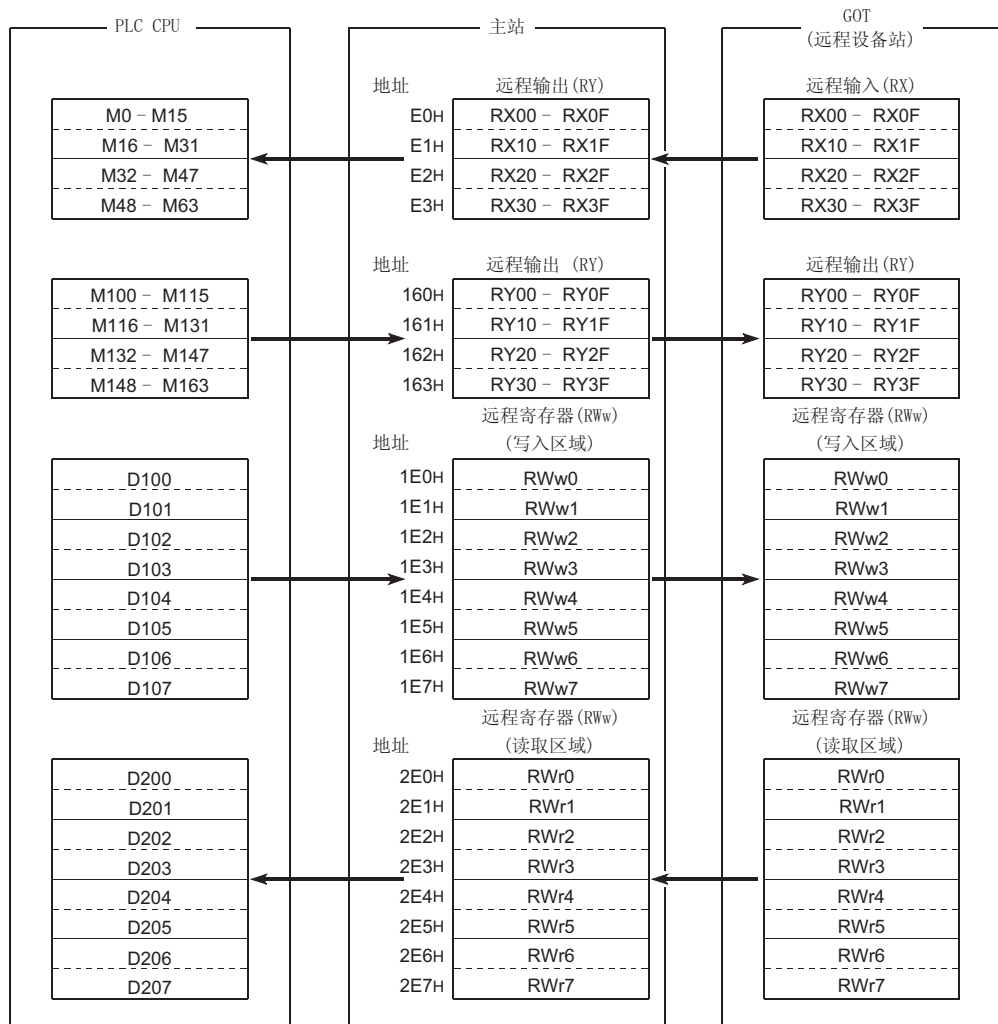 PLC CPU 主站 GOT
(远程设备站)
地址 远程输出(RY) 远程输入(RX)
M0 - M15 E0H RX00 - RX0F RX00 - RX0F
M16 - M31 E1H RX10 - RX1F RX10 - RX1F
M32 - M47 E2H RX20 - RX2F RX20 - RX2F
M48 - M63 E3H RX30 - RX3F RX30 - RX3F
地址 远程输出 (RY) 远程输出(RY)
M100 - M115 160H RY00 - RY0F RY00 - RY0F
M116 - M131 161H RY10 - RY1F RY10 - RY1F
M132 - M147 162H RY20 - RY2F RY20 - RY2F
M148 - M163 163H RY30 - RY3F RY30 - RY3F
远程寄存器(RWw) 远程寄存器(RWw)
地址 (写入区域) (写入区域)
D100 1E0H RWw0 RWw0
D101 1E1H RWw1 RWw1
D102 1E2H RWw2 RWw2
D103 1E3H RWw3 RWw3
D104 1E4H RWw4 RWw4
D105 1E5H RWw5 RWw5
D106 1E6H RWw6 RWw6
D107 1E7H RWw7 RWw7
远程寄存器(RWw) 远程寄存器(RWw)
地址 (读取区域) (读取区域)
D200 2E0H RWr0 RWr0
D201 2E1H RWr1 RWr1
D202 2E2H RWr2 RWr2
D203 2E3H RWr3 RWr3
D204 2E4H RWr4 RWr4
D205 2E5H RWr5 RWr5
D206 2E6H RWr6 RWr6
D207 2E7H RWr7 RWr7